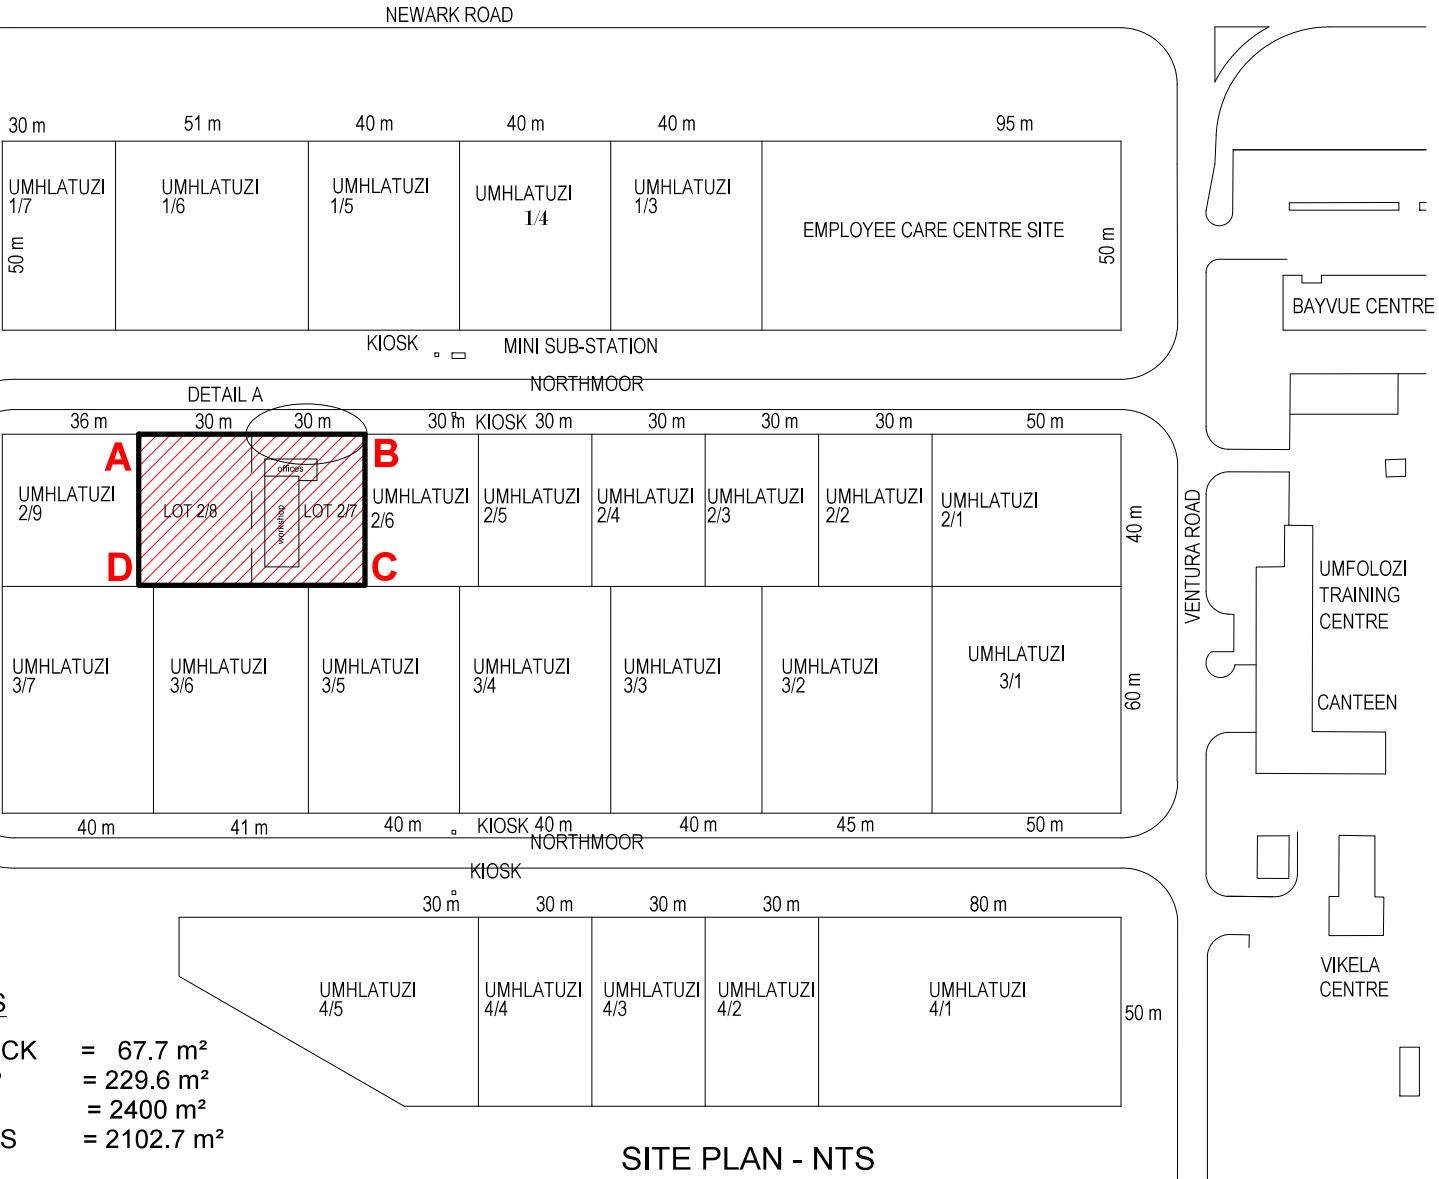 NEWARK ROAD
30 m
51 m
40 m
40 m
40 m
95 m
UMHLATUZI
1/7
50 m
UMHLATUZI
1/6
UMHLATUZI
1/5
UMHLATUZI
1/4
UMHLATUZI
1/3
EMPLOYEE CARE CENTRE SITE
50 m
BAYVUE CENTRE
KIOSK
MINI SUB-STATION
NORTHMOOR
DETAIL A
36 m
30 m
30 m
30 m
KIOSK
30 m
30 m
30 m
30 m
50 m
A
B
UMHLATUZI
2/9
LOT 2/8
offices
workshop
LOT 2/7
UMHLATUZI
2/6
UMHLATUZI
2/5
UMHLATUZI
2/4
UMHLATUZI
2/3
UMHLATUZI
2/2
UMHLATUZI
2/1
40 m
VENTURA ROAD
D
C
UMFOLOZI
TRAINING
CENTRE
UMHLATUZI
3/7
UMHLATUZI
3/6
UMHLATUZI
3/5
UMHLATUZI
3/4
UMHLATUZI
3/3
UMHLATUZI
3/2
UMHLATUZI
3/1
60 m
CANTEEN
40 m
41 m
40 m
KIOSK
40 m
40 m
45 m
50 m
NORTHMOOR
KIOSK
30 m
30 m
30 m
30 m
80 m
UMHLATUZI
4/5
UMHLATUZI
4/4
UMHLATUZI
4/3
UMHLATUZI
4/2
UMHLATUZI
4/1
50 m
VIKELA
CENTRE
S
CK = 67.7 m²
= 229.6 m²
= 2400 m²
S = 2102.7 m²
SITE PLAN - NTS